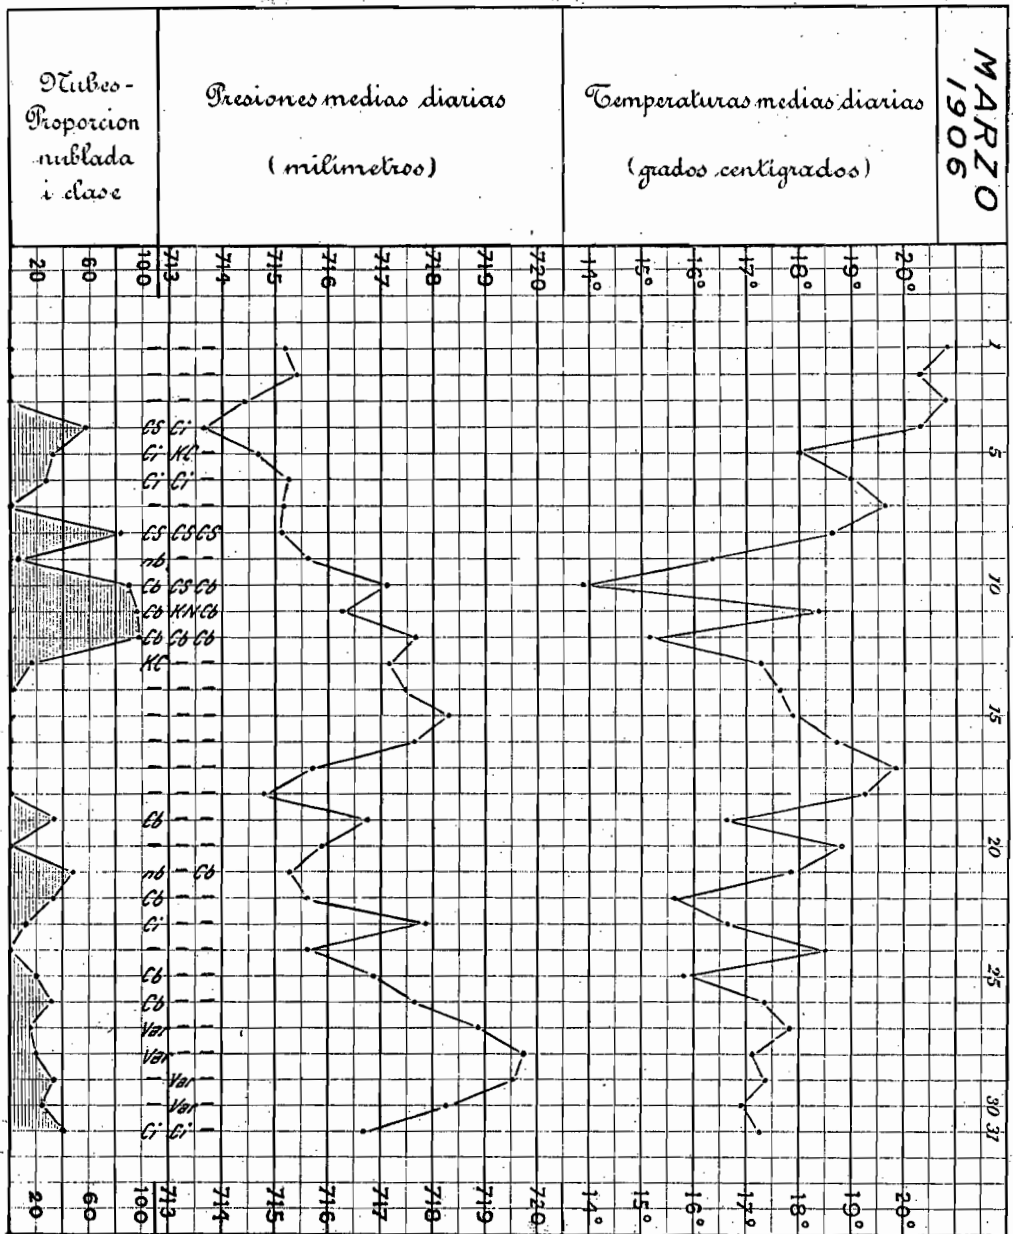 MARZO
1906
Temperaturas medias diarias
(grados centigrados)
Presiones medias diarias
(milimetros)
Nubes-
Proporcion
nublada
i clase
20 60 100 713 714 715 716 717 718 719 720 14° 15° 16° 17° 18° 19° 20°
1
- - -
- - -
- - -
CS Ci -
5
Ci KC -
Ci Ci -
- - -
CS CS CS
nb - -
10
Cb CS Cb
Cb KN Cb
Cb Cb Cb
KC - -
- - -
15
- - -
- - -
- - -
- - -
Cb - -
20
- - -
nb - Cb
Cb - -
Ci - -
- - -
25
Cb - -
Cb - -
Var - -
Var - -
- Var -
30
- Var -
31
Ci Ci -
20 60 100 713 714 715 716 717 718 719 720 14° 15° 16° 17° 18° 19° 20°